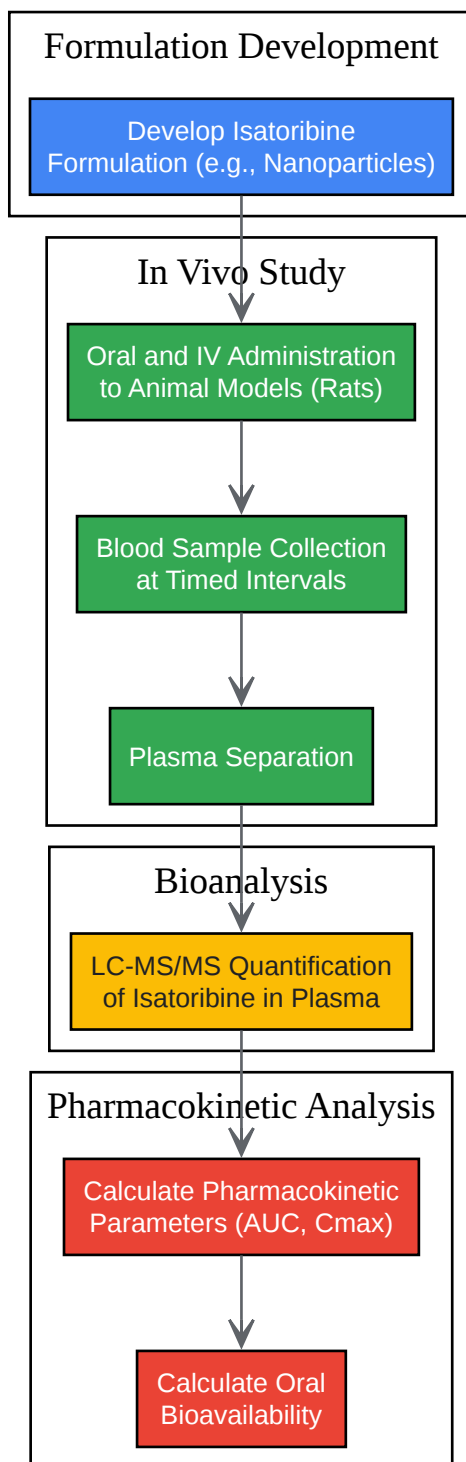 Formulation Development
Develop Isatoribine
Formulation (e.g., Nanoparticles)
In Vivo Study
Oral and IV Administration
to Animal Models (Rats)
Blood Sample Collection
at Timed Intervals
Plasma Separation
Bioanalysis
LC-MS/MS Quantification
of Isatoribine in Plasma
Pharmacokinetic Analysis
Calculate Pharmacokinetic
Parameters (AUC, Cmax)
Calculate Oral
Bioavailability